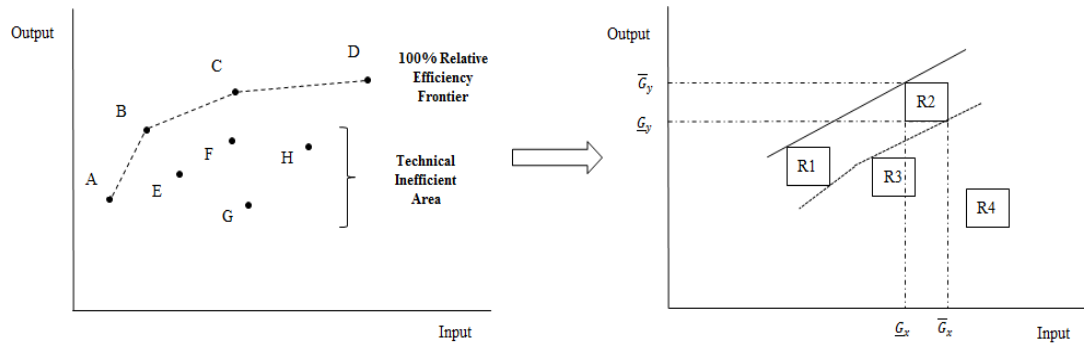 Output
A
B
C
D
E
F
G
H
100% Relative
Efficiency
Frontier
Technical
Inefficient
Area
Input
Output
G̅y
G̲y
R1
R2
R3
R4
G̲x
G̅x
Input